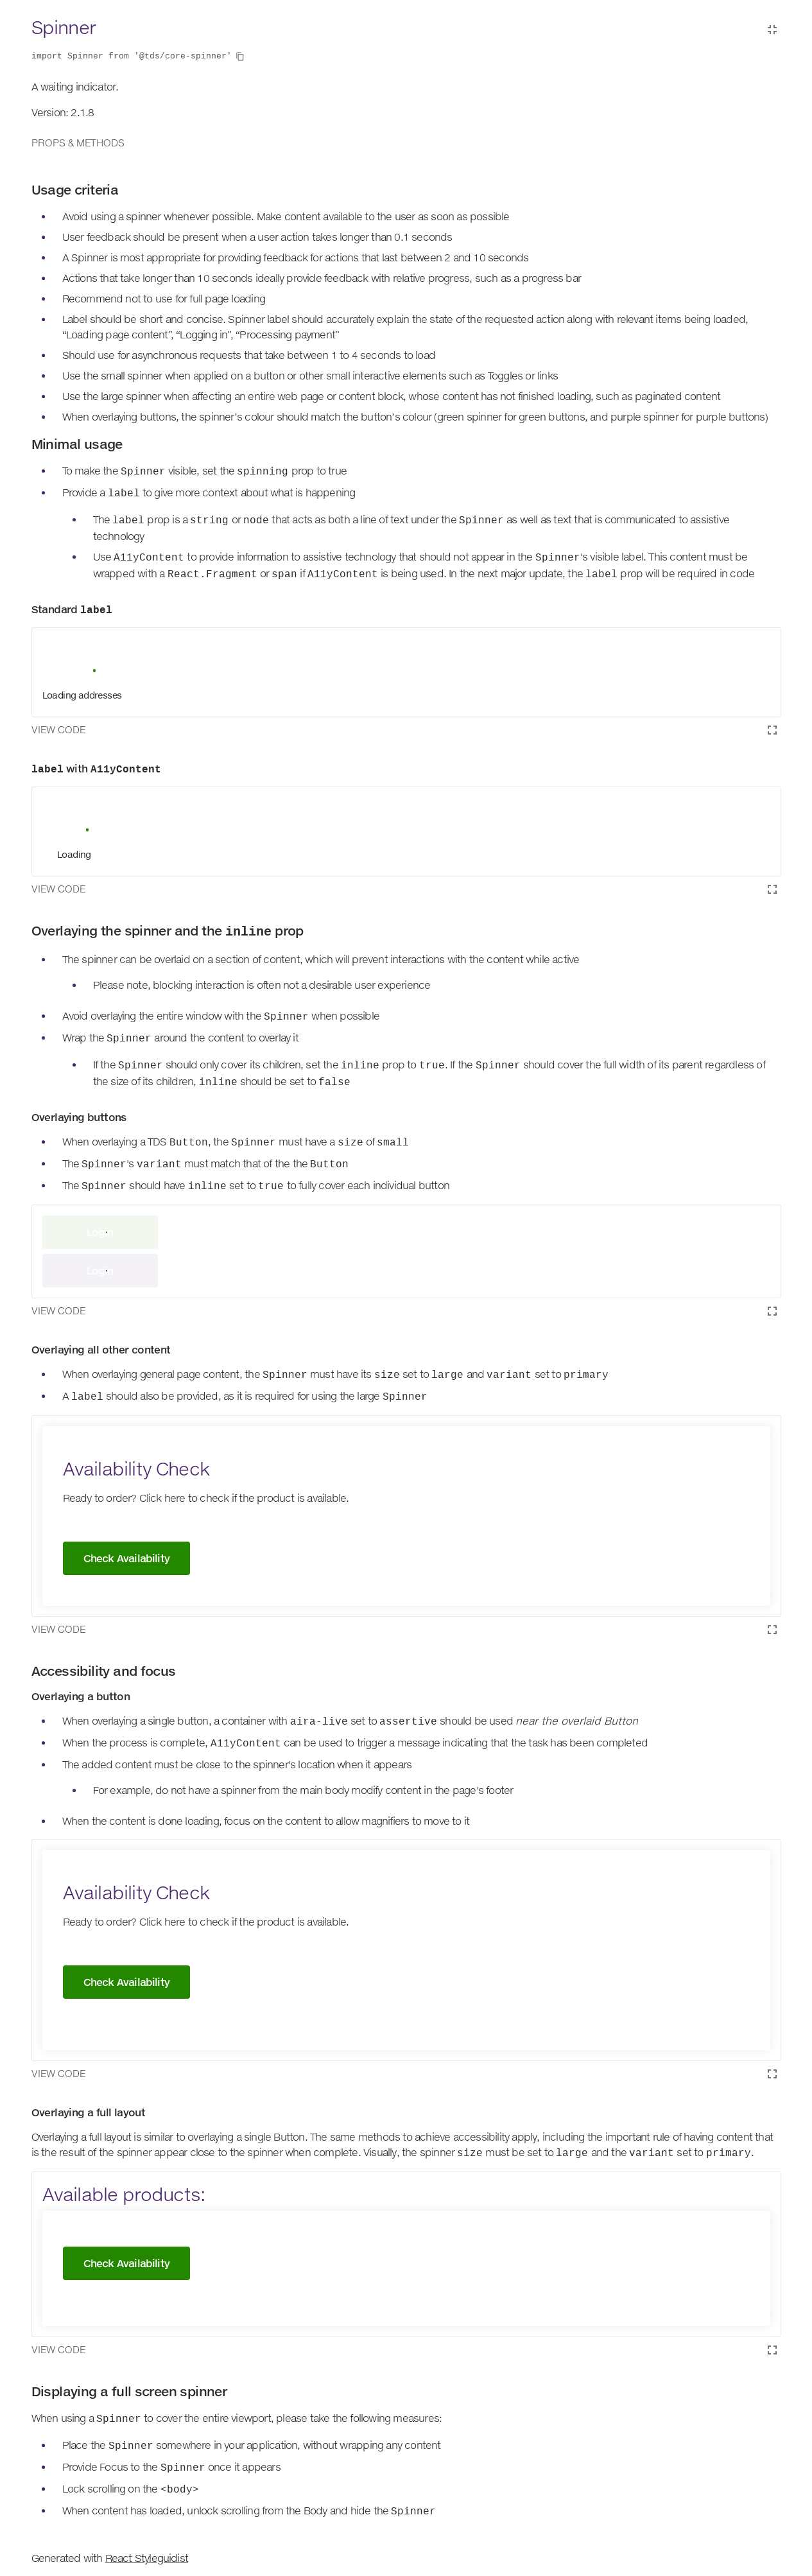 Spinner
import Spinner from '@tds/core-spinner'
A waiting indicator.
Version: 2.1.8
PROPS & METHODS
Usage criteria
Avoid using a spinner whenever possible. Make content available to the user as soon as possible
User feedback should be present when a user action takes longer than 0.1 seconds
A Spinner is most appropriate for providing feedback for actions that last between 2 and 10 seconds
Actions that take longer than 10 seconds ideally provide feedback with relative progress, such as a progress bar
Recommend not to use for full page loading
Label should be short and concise. Spinner label should accurately explain the state of the requested action along with relevant items being loaded,
“Loading page content”, “Logging in”, “Processing payment”
Should use for asynchronous requests that take between 1 to 4 seconds to load
Use the small spinner when applied on a button or other small interactive elements such as Toggles or links
Use the large spinner when affecting an entire web page or content block, whose content has not finished loading, such as paginated content
When overlaying buttons, the spinner's colour should match the button's colour (green spinner for green buttons, and purple spinner for purple buttons)
Minimal usage
To make the Spinner visible, set the spinning prop to true
Provide a label to give more context about what is happening
The label prop is a string or node that acts as both a line of text under the Spinner as well as text that is communicated to assistive
technology
Use A11yContent to provide information to assistive technology that should not appear in the Spinner's visible label. This content must be
wrapped with a React.Fragment or span if A11yContent is being used. In the next major update, the label prop will be required in code
Standard label
Loading addresses
VIEW CODE
label with A11yContent
Loading
VIEW CODE
Overlaying the spinner and the inline prop
The spinner can be overlaid on a section of content, which will prevent interactions with the content while active
Please note, blocking interaction is often not a desirable user experience
Avoid overlaying the entire window with the Spinner when possible
Wrap the Spinner around the content to overlay it
If the Spinner should only cover its children, set the inline prop to true. If the Spinner should cover the full width of its parent regardless of
the size of its children, inline should be set to false
Overlaying buttons
When overlaying a TDS Button, the Spinner must have a size of small
The Spinner's variant must match that of the the Button
The Spinner should have inline set to true to fully cover each individual button
VIEW CODE
Overlaying all other content
When overlaying general page content, the Spinner must have its size set to large and variant set to primary
A label should also be provided, as it is required for using the large Spinner
Availability Check
Ready to order? Click here to check if the product is available.
Check Availability
VIEW CODE
Accessibility and focus
Overlaying a button
When overlaying a single button, a container with aira-live set to assertive should be used near the overlaid Button
When the process is complete, A11yContent can be used to trigger a message indicating that the task has been completed
The added content must be close to the spinner's location when it appears
For example, do not have a spinner from the main body modify content in the page's footer
When the content is done loading, focus on the content to allow magnifiers to move to it
Availability Check
Ready to order? Click here to check if the product is available.
Check Availability
VIEW CODE
Overlaying a full layout
Overlaying a full layout is similar to overlaying a single Button. The same methods to achieve accessibility apply, including the important rule of having content that
is the result of the spinner appear close to the spinner when complete. Visually, the spinner size must be set to large and the variant set to primary.
Available products:
Check Availability
VIEW CODE
Displaying a full screen spinner
When using a Spinner to cover the entire viewport, please take the following measures:
Place the Spinner somewhere in your application, without wrapping any content
Provide Focus to the Spinner once it appears
Lock scrolling on the <body>
When content has loaded, unlock scrolling from the Body and hide the Spinner
Generated with React Styleguidist